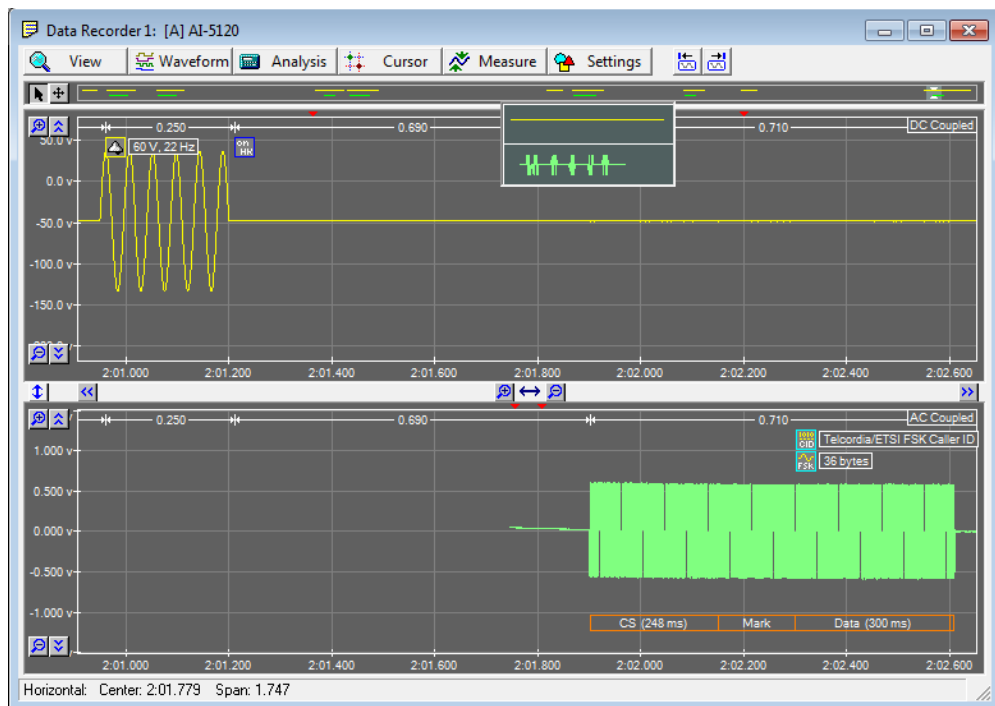 Data Recorder 1: [A] AI-5120
View Waveform Analysis Cursor Measure Settings
0.250 0.690 0.710 DC Coupled
50.0 v
60 V, 22 Hz on HK
0.0 v
-50.0 v
-100.0 v
-150.0 v
2:01.000 2:01.200 2:01.400 2:01.600 2:01.800 2:02.000 2:02.200 2:02.400 2:02.600
0.250 0.690 0.710 AC Coupled
1010 CID Telcordia/ETSI FSK Caller ID
1.000 v
FSK 36 bytes
0.500 v
0.000 v
-0.500 v
-1.000 v
CS (248 ms) Mark Data (300 ms)
2:01.000 2:01.200 2:01.400 2:01.600 2:01.800 2:02.000 2:02.200 2:02.400 2:02.600
Horizontal: Center: 2:01.779 Span: 1.747